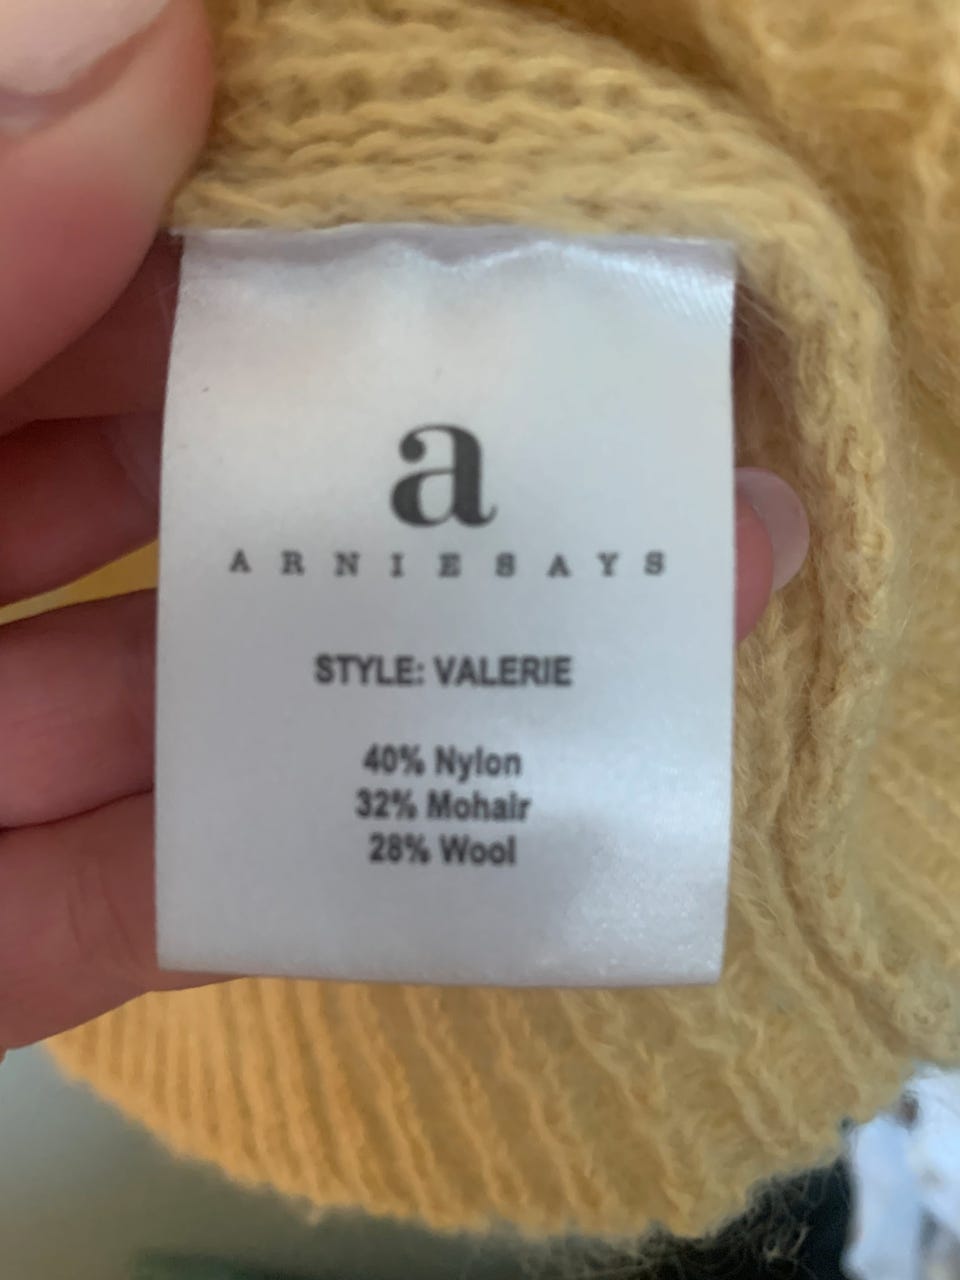 a
ARNIESAYS
STYLE: VALERIE
40% Nylon
32% Mohair
28% Wool